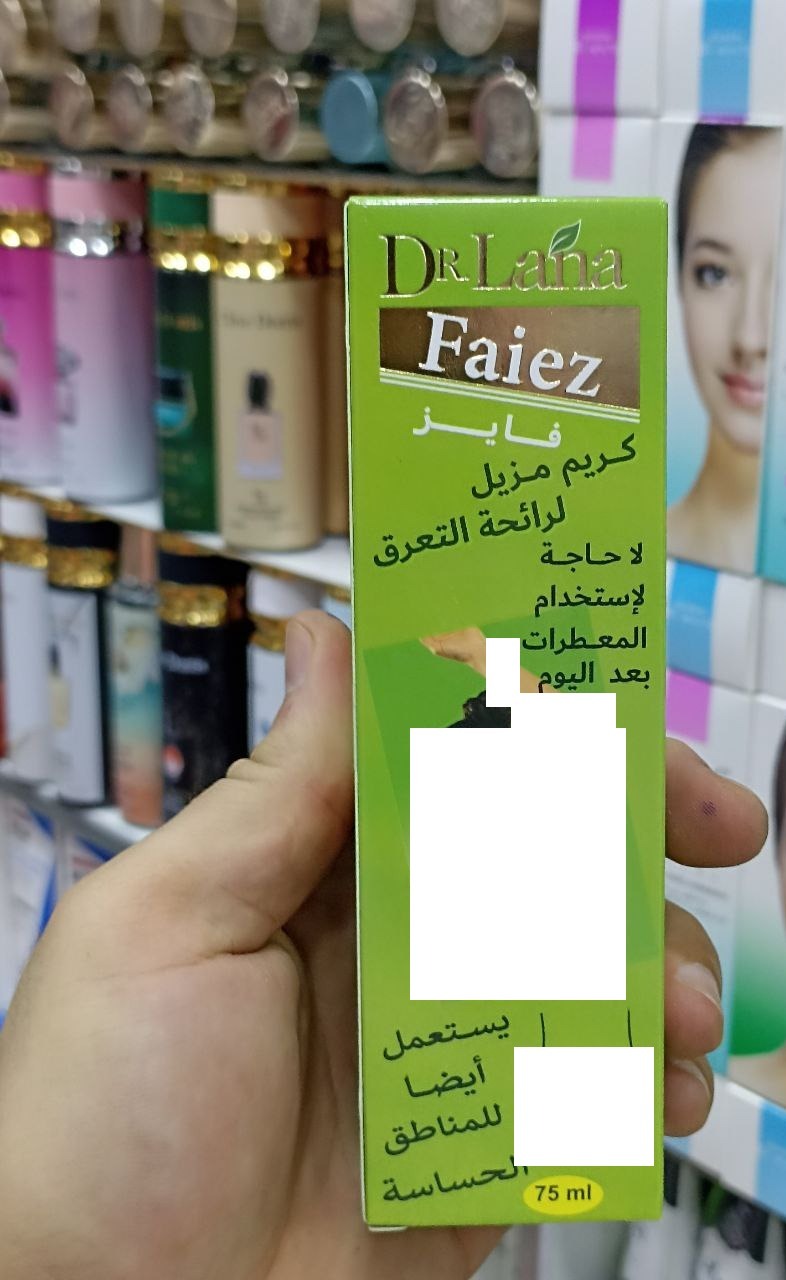 Dr. Lana
Faiez
فايز
كريم مزيل
لرائحة التعرق
لا حاجة
لإستخدام
المعطرات
بعد اليوم
يستعمل
أيضا
للمناطق
الحساسة
75 ml